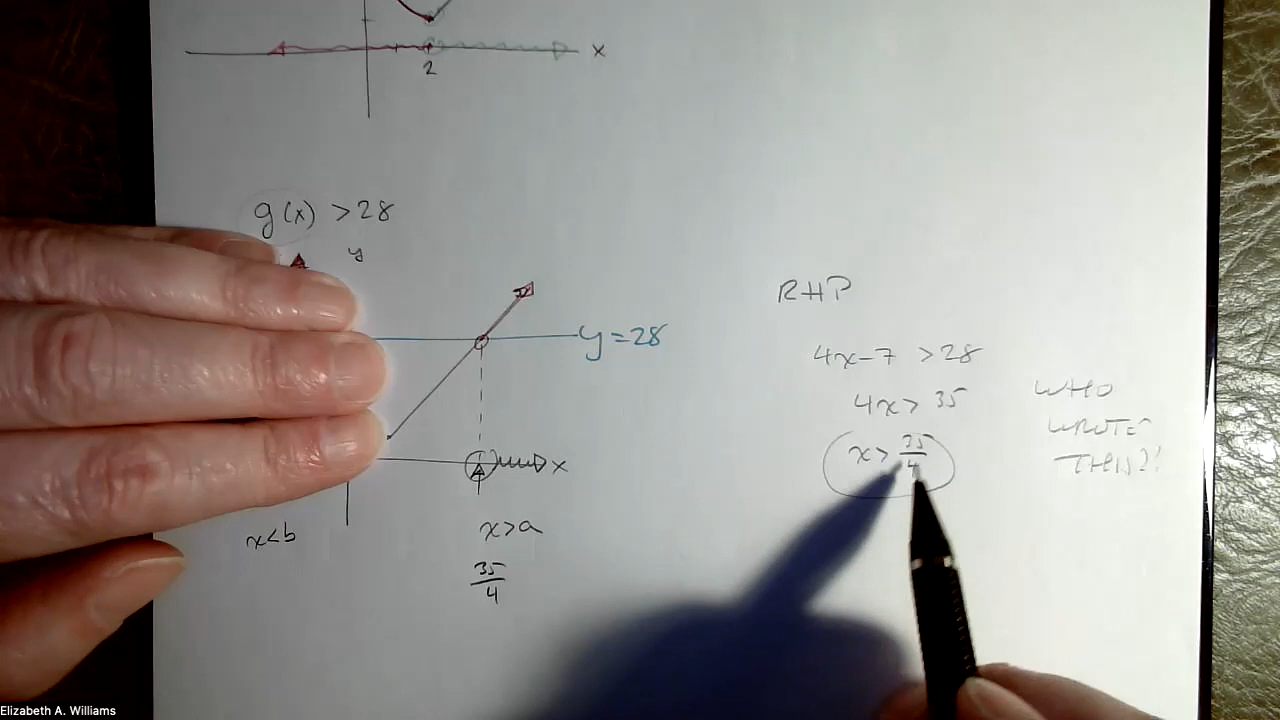 x
2
g(x) >28
y
y=28
x
x<b
x>a
35/4
RHP
4x-7 >28
4x> 35
x> 35/4
WHO
WROTE
THIS?!
Elizabeth A. Williams